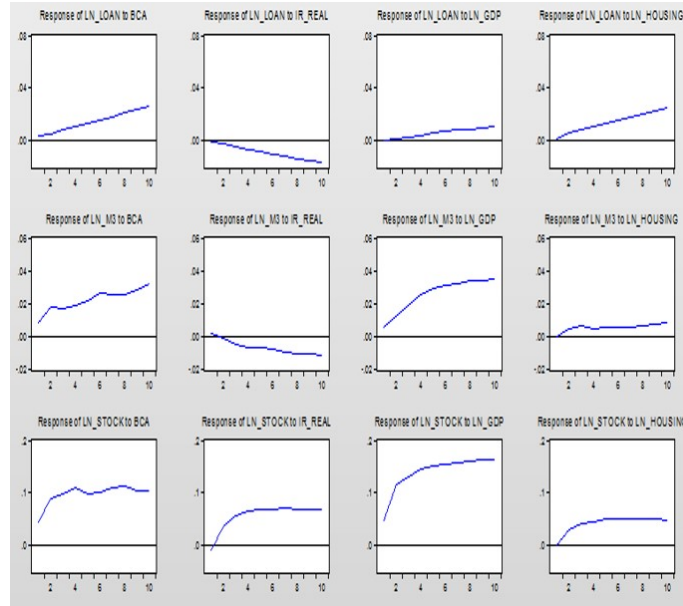 Response of LN_LOAN to BCA
Response of LN_LOAN to IR_REAL
Response of LN_LOAN to LN_GDP
Response of LN_LOAN to LN_HOUSING
.08 .08 .08 .08
.04 .04 .04 .04
.00 .00 .00 .00
2 4 6 8 10 2 4 6 8 10 2 4 6 8 10 2 4 6 8 10
Response of LN_M3 to BCA
Response of LN_M3 to IR_REAL
Response of LN_M3 to LN_GDP
Response of LN_M3 to LN_HOUSING
.06 .06 .06 .06
.04 .04 .04 .04
.02 .02 .02 .02
.00 .00 .00 .00
-.02 -.02 -.02 -.02
2 4 6 8 10 2 4 6 8 10 2 4 6 8 10 2 4 6 8 10
Response of LN_STOCK to BCA
Response of LN_STOCK to IR_REAL
Response of LN_STOCK to LN_GDP
Response of LN_STOCK to LN_HOUSING
.2 .2 .2 .2
.1 .1 .1 .1
.0 .0 .0 .0
2 4 6 8 10 2 4 6 8 10 2 4 6 8 10 2 4 6 8 10